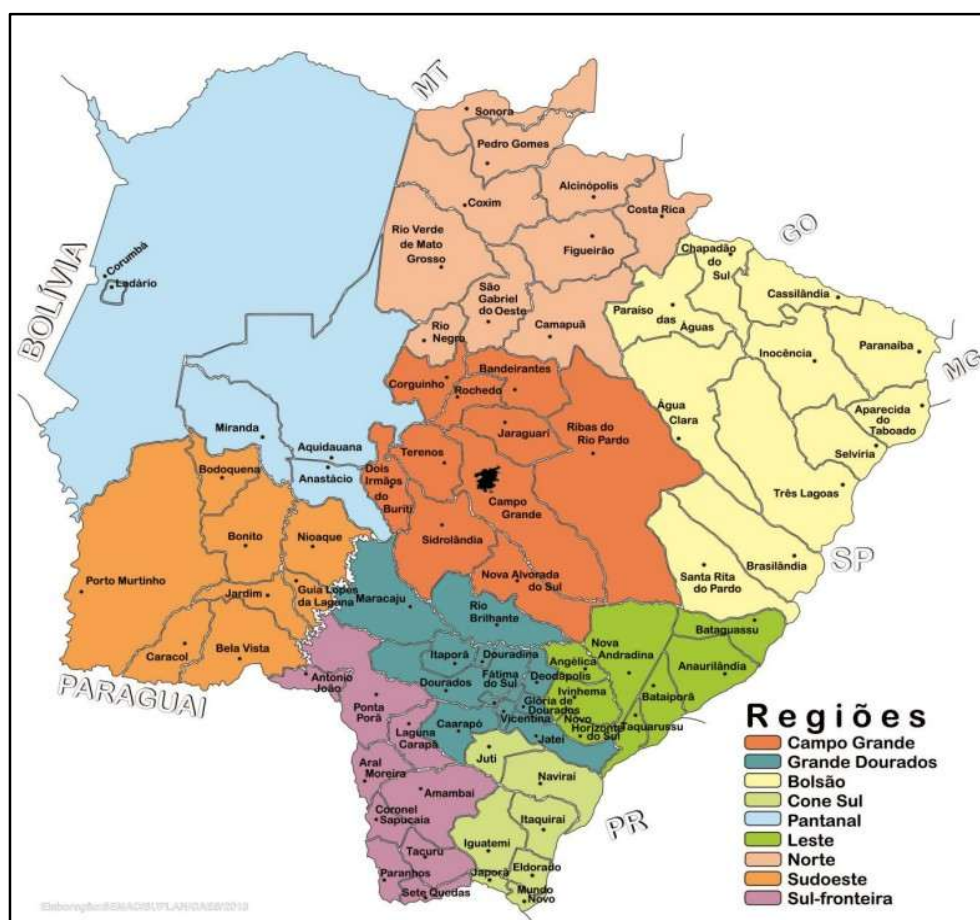 MT
Sonora
Pedro Gomes
Alcinópolis
Coxim
Costa Rica
Rio Verde
de Mato
Grosso
Figueirão
GO
Chapadão
do
Sul
BOLÍVIA
Corumbá
Ladário
São
Gabriel
do Oeste
Cassilândia
Paraíso
das Águas
Rio
Negro
Camapuã
Inocência
Paranaíba
MG
Corguinho
Bandeirantes
Rochedo
Água
Clara
Aparecida
do
Taboado
Miranda
Aquidauana
Jaraguari
Ribas do
Rio Pardo
Selvíria
Anastácio
Bodoquena
Dois
Irmãos
do
Buriti
Terenos
Campo
Grande
Três Lagoas
Bonito
Nioaque
Sidrolândia
SP
Porto Murtinho
Guia Lopes
da Laguna
Jardim
Nova Alvorada
do Sul
Santa Rita
do Pardo
Brasilândia
Maracaju
Rio
Brilhante
Caracol
Bela Vista
Nova
Andradina
Bataguassu
PARAGUAI
Antonio
João
Itaporã
Douradina
Angélica
Anaurilândia
Dourados
Fátima
do Sul
Deodápolis
Ivinhema
Bataiporã
Ponta
Porã
Glória de
Dourados
Vicentina
Novo
Horizonte
do Sul
Taquarussu
Laguna
Carapã
Caarapó
Jateí
Juti
Aral
Moreira
Amambai
Naviraí
Coronel
Sapucaia
Itaquiraí
PR
Tacuru
Iguatemi
Paranhos
Eldorado
Japorã
Sete Quedas
Mundo
Novo
Regiões
Campo Grande
Grande Dourados
Bolsão
Cone Sul
Pantanal
Leste
Norte
Sudoeste
Sul-fronteira